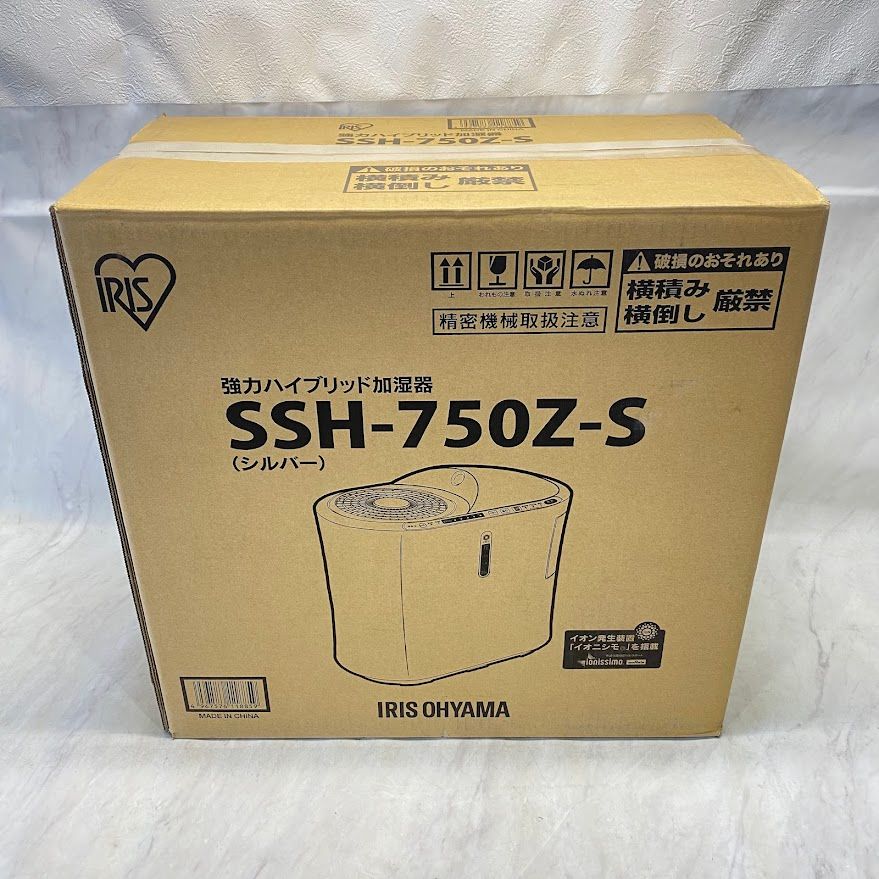 IRIS
強力ハイブリッド加湿器
SSH-750Z-S
MADE IN CHINA
破損のおそれあり
横積み
横倒し
厳禁
IRIS
上
われもの注意
取扱注意
水ぬれ注意
精密機械取扱注意
破損のおそれあり
横積み
横倒し
厳禁
強力ハイブリッド加湿器
SSH-750Z-S
(シルバー)
イオン発生装置
「イオニシモ®」を搭載
ionissimo
IRIS OHYAMA
MADE IN CHINA